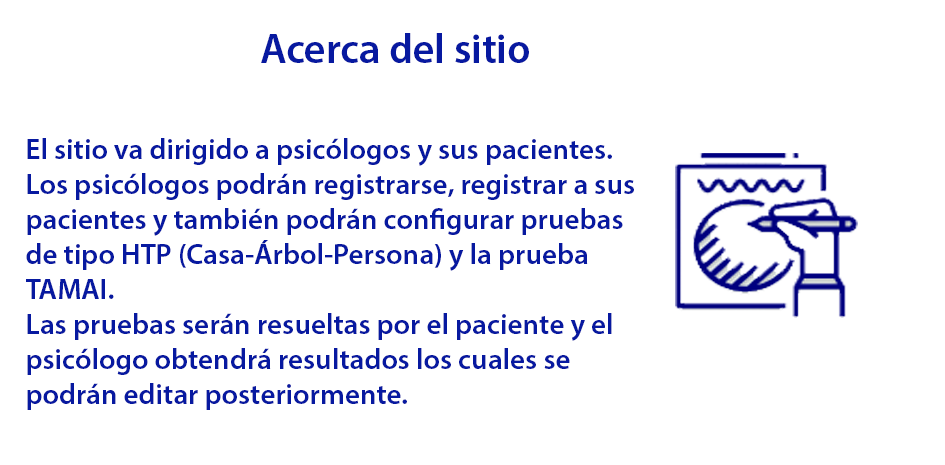 Acerca del sitio
El sitio va dirigido a psicólogos y sus pacientes.
Los psicólogos podrán registrarse, registrar a sus
pacientes y también podrán configurar pruebas
de tipo HTP (Casa-Árbol-Persona) y la prueba
TAMAI.
Las pruebas serán resueltas por el paciente y el
psicólogo obtendrá resultados los cuales se
podrán editar posteriormente.